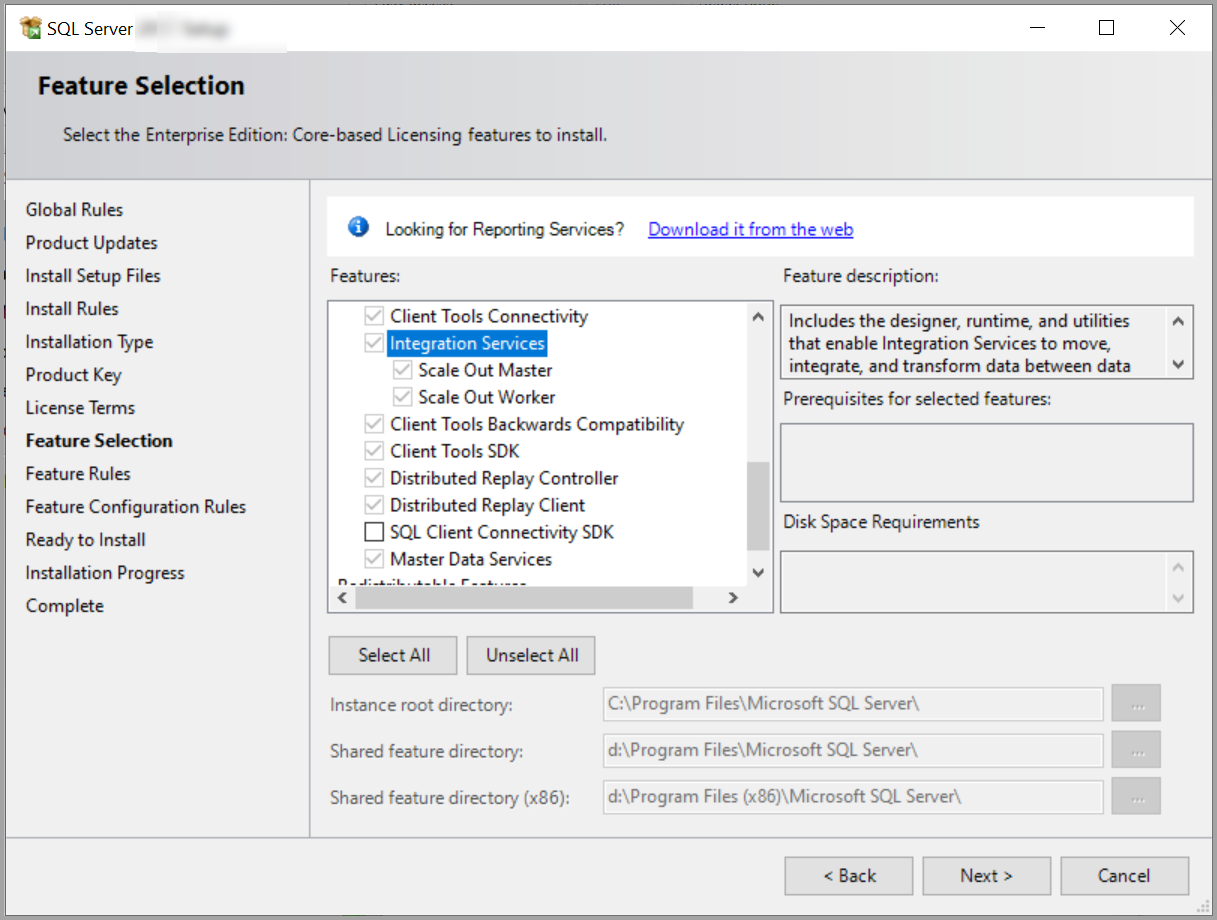 SQL Server
Feature Selection
Select the Enterprise Edition: Core-based Licensing features to install.
Global Rules
Product Updates
Install Setup Files
Install Rules
Installation Type
Product Key
License Terms
Feature Selection
Feature Rules
Feature Configuration Rules
Ready to Install
Installation Progress
Complete
Looking for Reporting Services? Download it from the web
Features:
Client Tools Connectivity
Integration Services
Scale Out Master
Scale Out Worker
Client Tools Backwards Compatibility
Client Tools SDK
Distributed Replay Controller
Distributed Replay Client
SQL Client Connectivity SDK
Master Data Services
Redistributable Features
Feature description:
Includes the designer, runtime, and utilities
that enable Integration Services to move,
integrate, and transform data between data
Prerequisites for selected features:
Disk Space Requirements
Select All
Unselect All
Instance root directory:
C:\Program Files\Microsoft SQL Server\
...
Shared feature directory:
d:\Program Files\Microsoft SQL Server\
...
Shared feature directory (x86):
d:\Program Files (x86)\Microsoft SQL Server\
...
< Back
Next >
Cancel